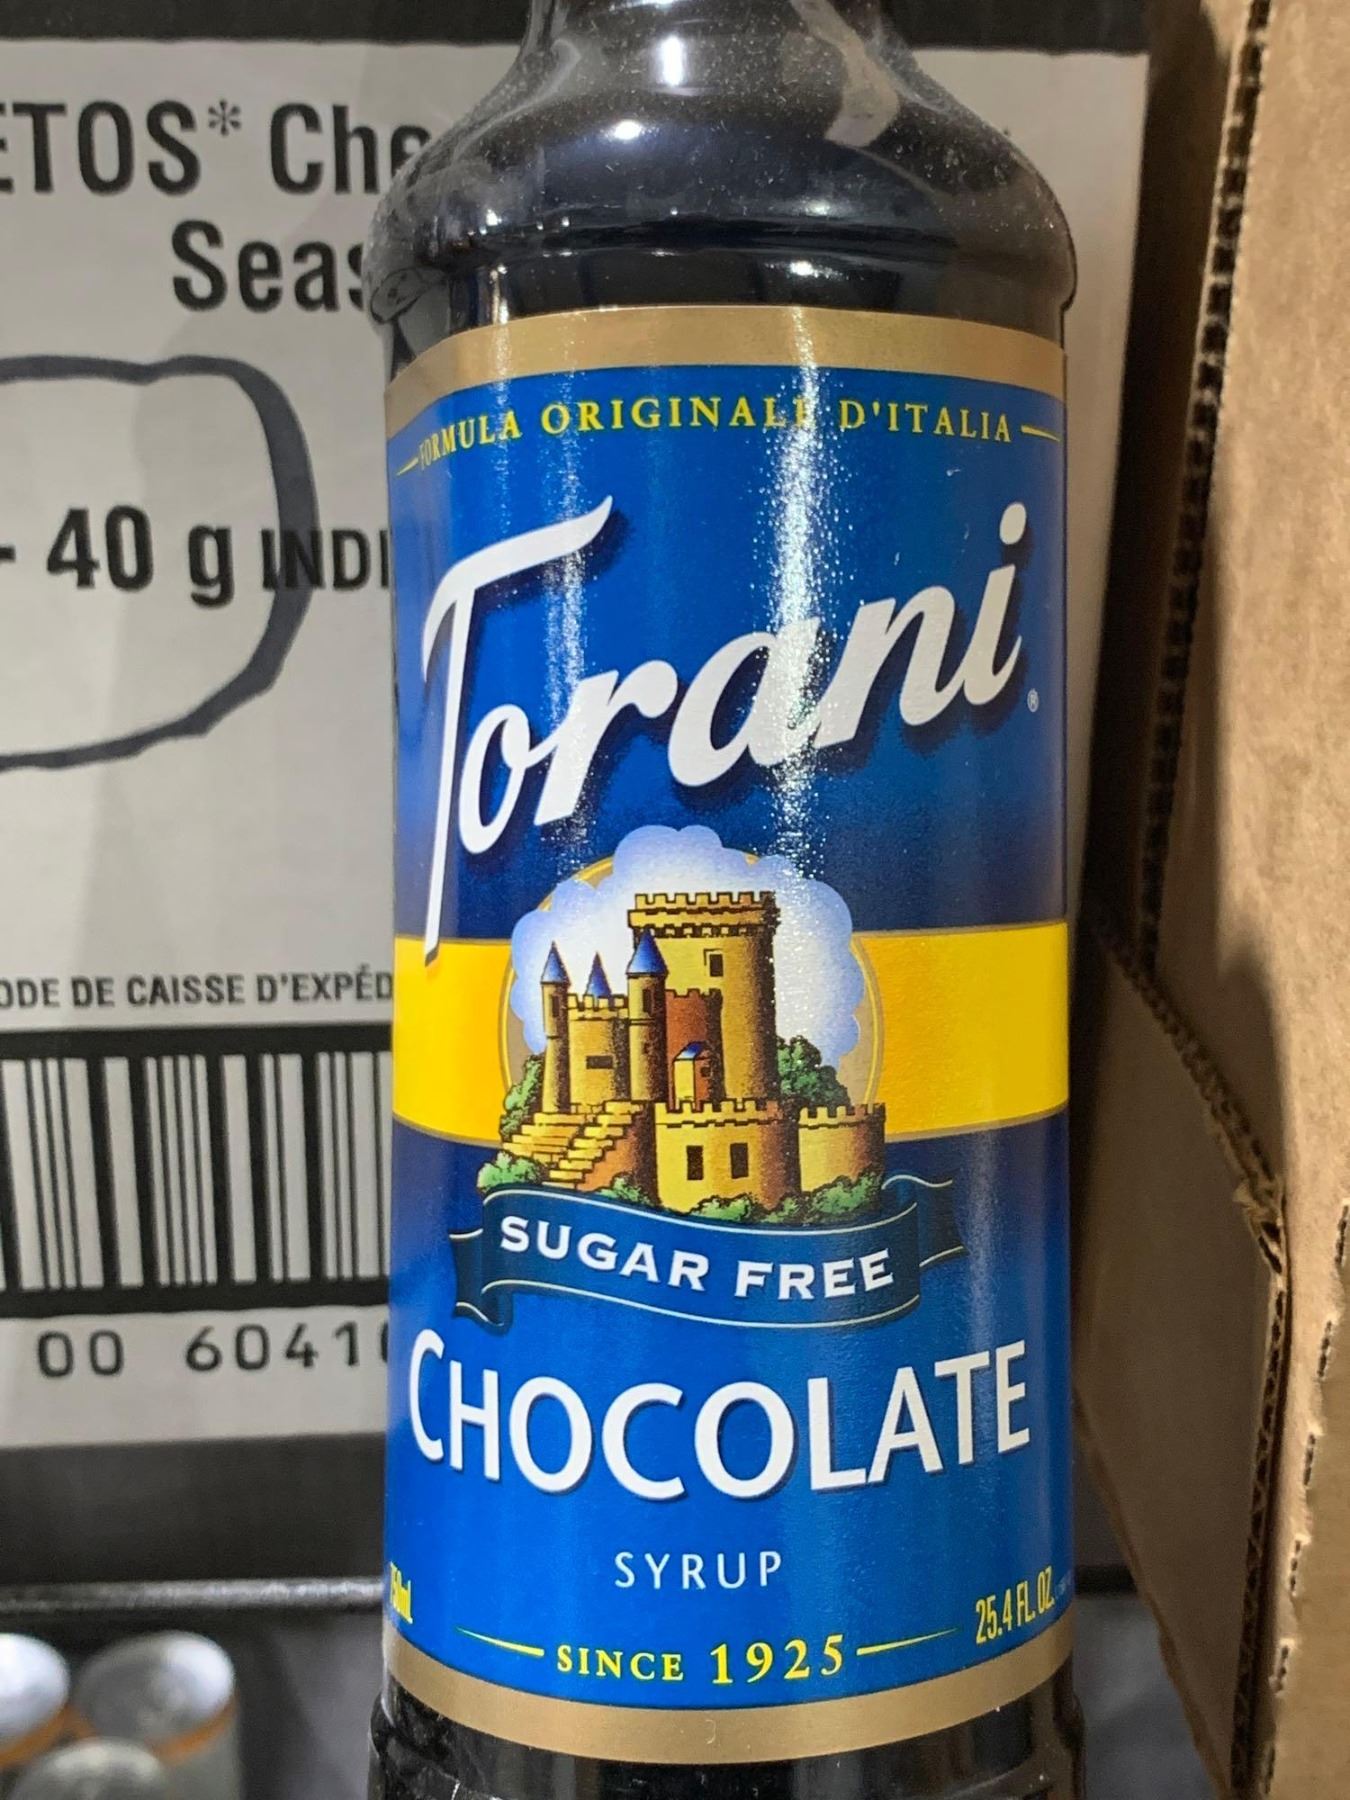 ETOS* Che
Seas
- 40 g INDI
ODE DE CAISSE D'EXPÉD
00 6041
FORMULA ORIGINALE D'ITALIA
Torani®
SUGAR FREE
CHOCOLATE
SYRUP
750ml
25.4 FL. OZ.
SINCE 1925